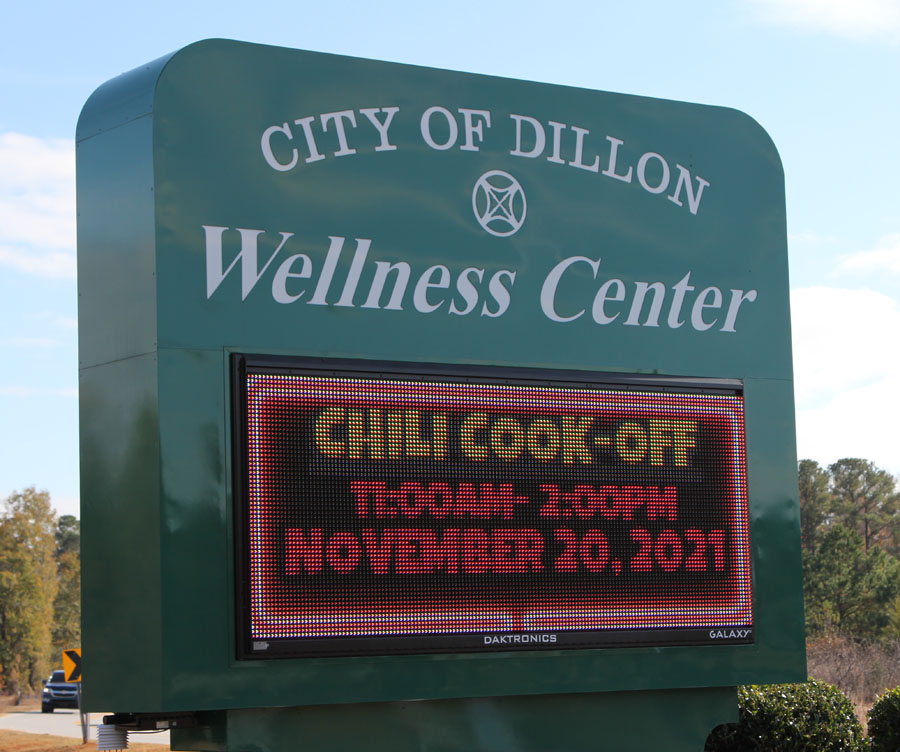 CITY OF DILLON
Wellness Center
CHILI COOK-OFF
11:00AM- 2:00PM
NOVEMBER 20, 2021
DAKTRONICS
GALAXY